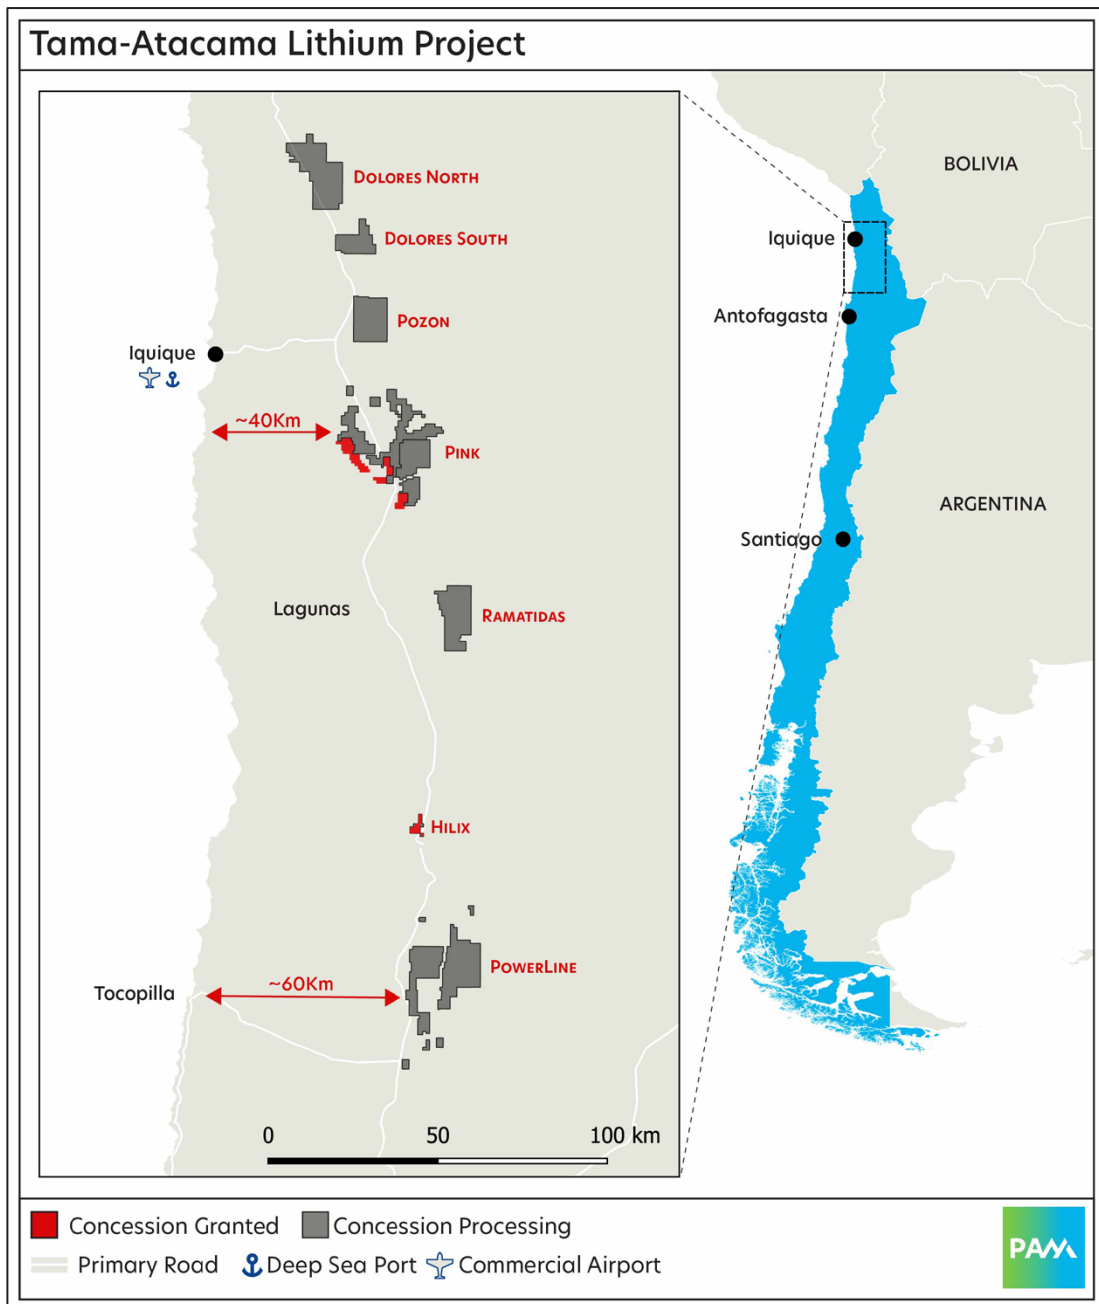 Tama-Atacama Lithium Project
DOLORES NORTH
DOLORES SOUTH
POZON
Iquique
~40Km
PINK
Lagunas
RAMATIDAS
HILIX
POWERLINE
Tocopilla
~60Km
0 50 100 km
BOLIVIA
Iquique
Antofagasta
ARGENTINA
Santiago
Concession Granted Concession Processing
Primary Road Deep Sea Port Commercial Airport
PAM